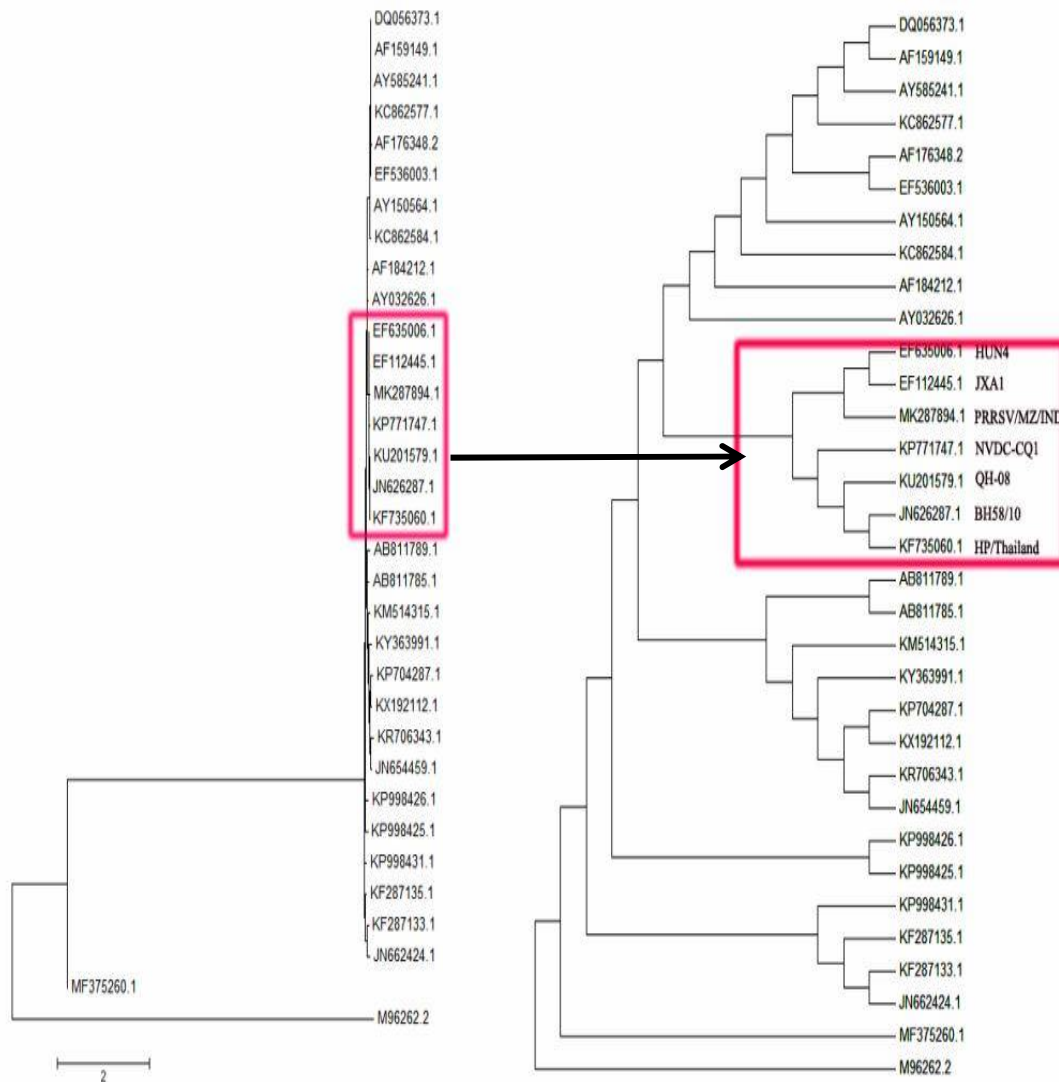 DQ056373.1
AF159149.1
AY585241.1
KC862577.1
AF176348.2
EF536003.1
AY150564.1
KC862584.1
AF184212.1
AY032626.1
EF635006.1
EF112445.1
MK287894.1
KP771747.1
KU201579.1
JN626287.1
KF735060.1
AB811789.1
AB811785.1
KM514315.1
KY363991.1
KP704287.1
KX192112.1
KR706343.1
JN654459.1
KP998426.1
KP998425.1
KP998431.1
KF287135.1
KF287133.1
JN662424.1
MF375260.1
M96262.2
2
DQ056373.1
AF159149.1
AY585241.1
KC862577.1
AF176348.2
EF536003.1
AY150564.1
KC862584.1
AF184212.1
AY032626.1
EF635006.1 HUN4
EF112445.1 JXA1
MK287894.1 PRRSV/MZ/IND
KP771747.1 NVDC-CQ1
KU201579.1 QH-08
JN626287.1 BH58/10
KF735060.1 HP/Thailand
AB811789.1
AB811785.1
KM514315.1
KY363991.1
KP704287.1
KX192112.1
KR706343.1
JN654459.1
KP998426.1
KP998425.1
KP998431.1
KF287135.1
KF287133.1
JN662424.1
MF375260.1
M96262.2